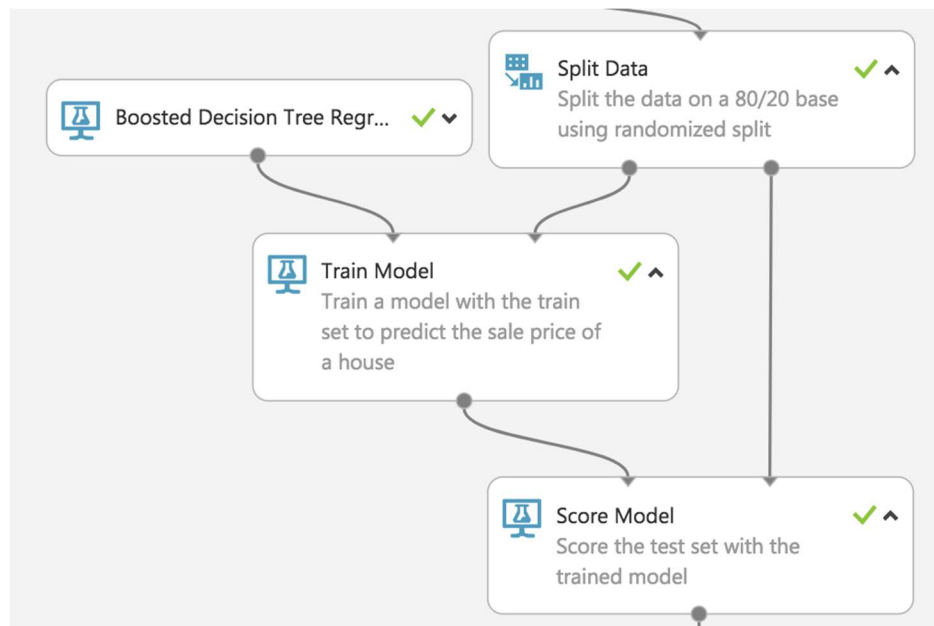 Split Data
Split the data on a 80/20 base
using randomized split
Boosted Decision Tree Regr...
Train Model
Train a model with the train
set to predict the sale price of
a house
Score Model
Score the test set with the
trained model